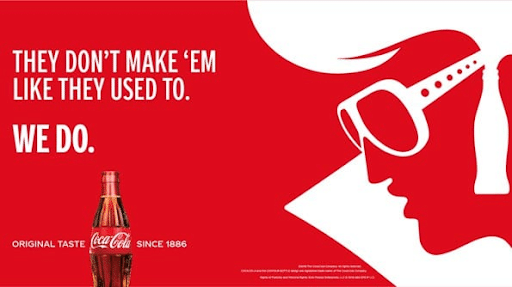 THEY DON'T MAKE ‘EM
LIKE THEY USED TO.
WE DO.
ORIGINAL TASTE Coca-Cola SINCE 1886